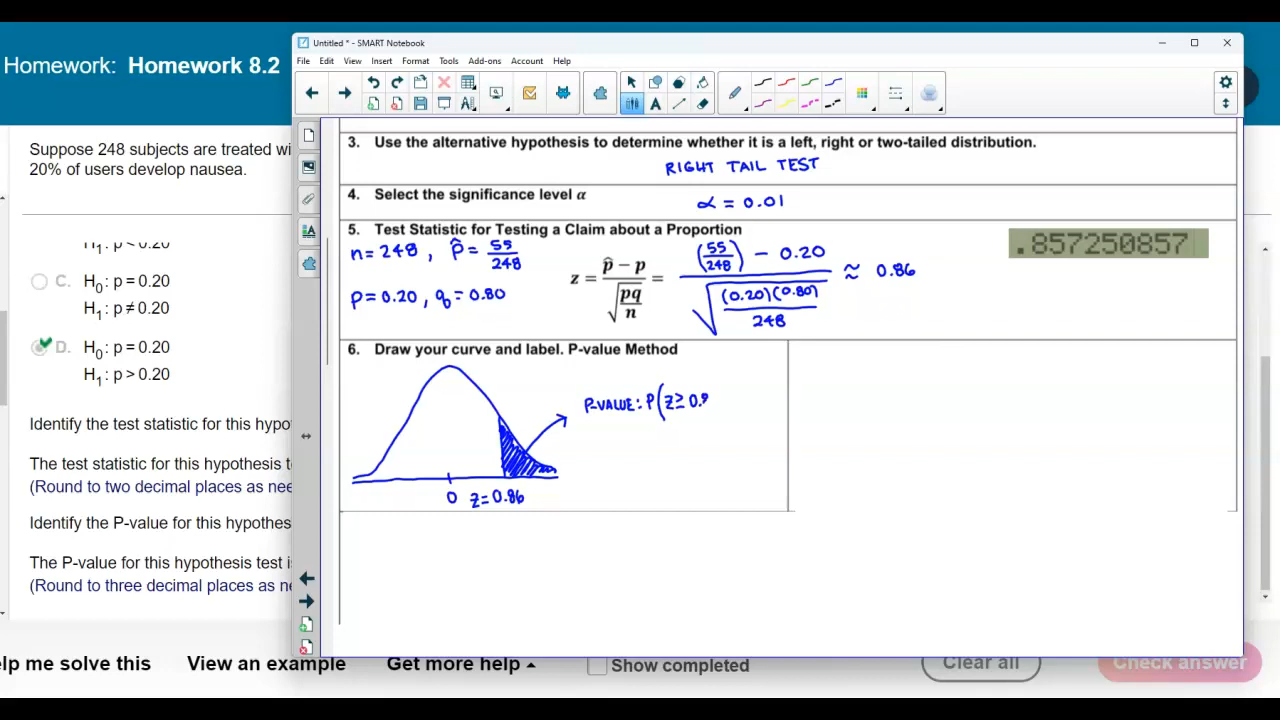 Untitled * - SMART Notebook
File Edit View Insert Format Tools Add-ons Account Help
Homework: Homework 8.2
Suppose 248 subjects are treated wi
20% of users develop nausea.
H1: p < 0.20
C. H0: p = 0.20
H1: p ≠ 0.20
D. H0: p = 0.20
H1: p > 0.20
Identify the test statistic for this hypo
The test statistic for this hypothesis t
(Round to two decimal places as nee
Identify the P-value for this hypothes
The P-value for this hypothesis test i
(Round to three decimal places as ne
3. Use the alternative hypothesis to determine whether it is a left, right or two-tailed distribution.
RIGHT TAIL TEST
4. Select the significance level α
α = 0.01
5. Test Statistic for Testing a Claim about a Proportion
n = 248 , p̂ = 55/248
p = 0.20 , q = 0.80
z = (p̂ − p)/√(pq/n) = ((55/248) − 0.20)/√((0.20)(0.80)/248) ≈ 0.86
.857250857
6. Draw your curve and label. P-value Method
P-VALUE: P(z ≥ 0.
0 z = 0.86
elp me solve this View an example Get more help Show completed Clear all Check answer